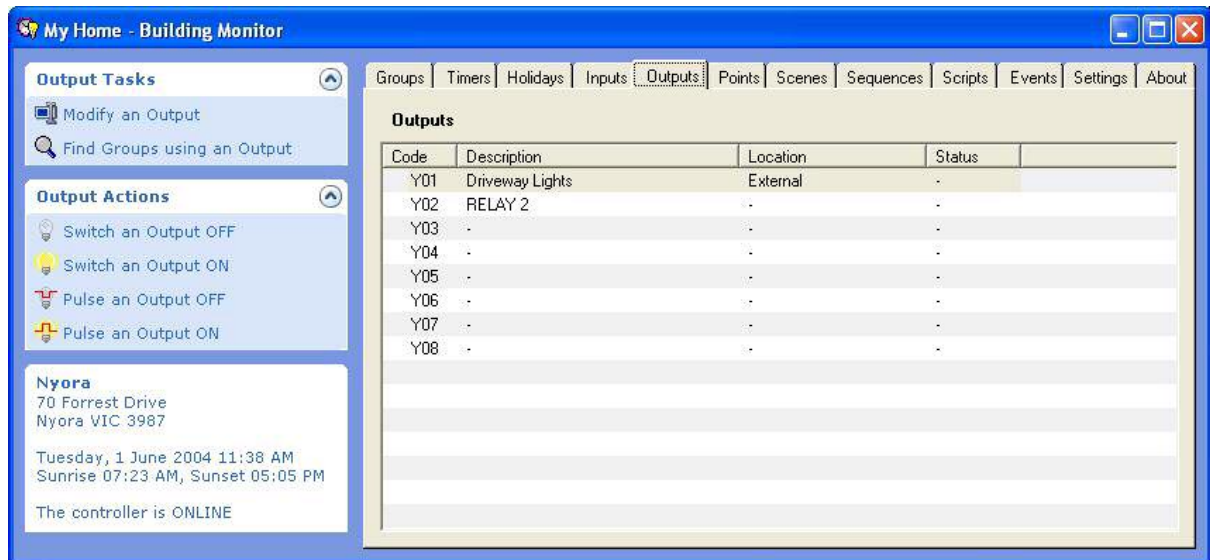 My Home - Building Monitor
Output Tasks
Modify an Output
Find Groups using an Output
Output Actions
Switch an Output OFF
Switch an Output ON
Pulse an Output OFF
Pulse an Output ON
Nyora
70 Forrest Drive
Nyora VIC 3987
Tuesday, 1 June 2004 11:38 AM
Sunrise 07:23 AM, Sunset 05:05 PM
The controller is ONLINE
Groups Timers Holidays Inputs Outputs Points Scenes Sequences Scripts Events Settings About
Outputs
Code Description Location Status
Y01 Driveway Lights External -
Y02 RELAY 2 - -
Y03 - - -
Y04 - - -
Y05 - - -
Y06 - - -
Y07 - - -
Y08 - - -